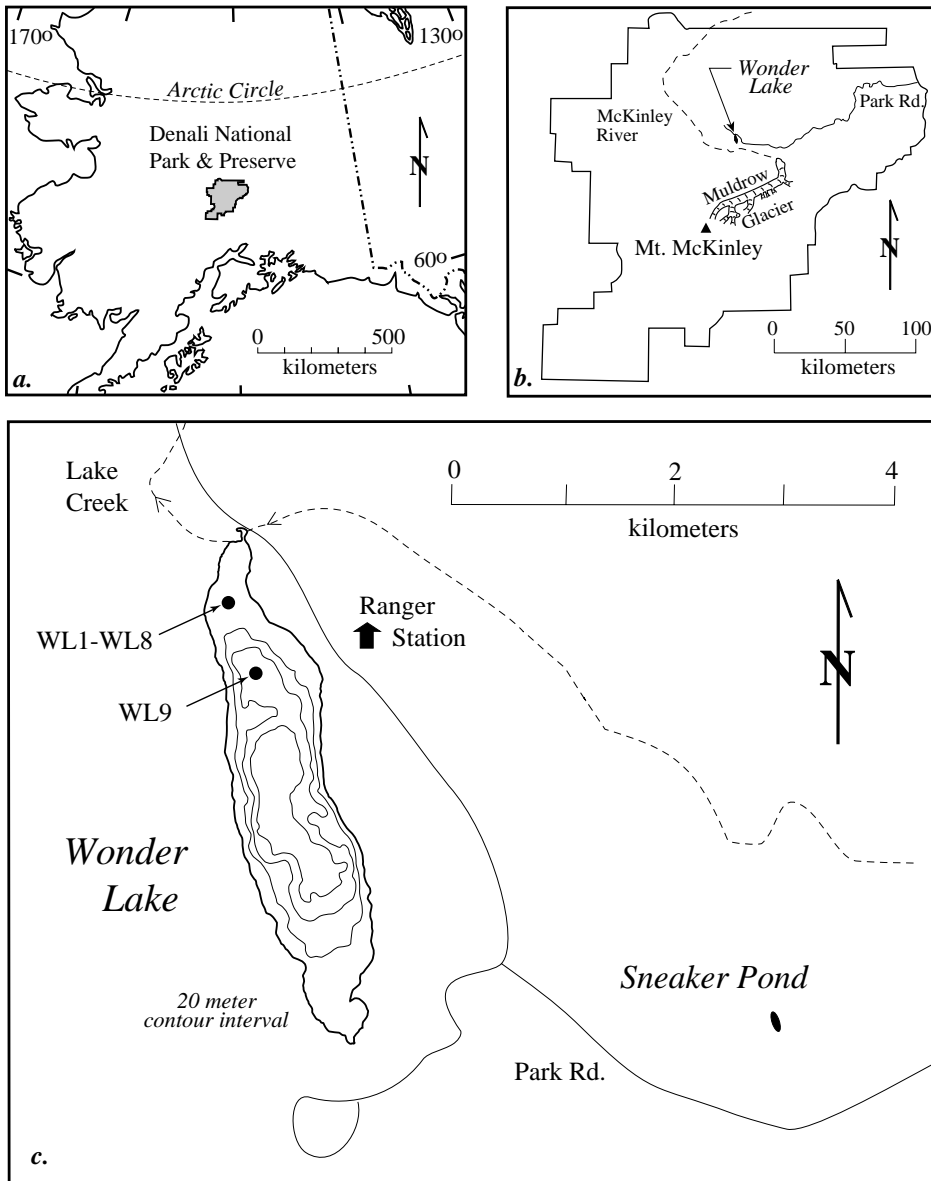 170o
130o
Arctic Circle
Denali National
Park & Preserve
N
60o
0
500
kilometers
a.
Wonder
Lake
Park Rd.
McKinley
River
Muldrow
Glacier
Mt. McKinley
N
0
50
100
kilometers
b.
Lake
Creek
0
2
4
kilometers
Ranger
Station
WL1-WL8
WL9
N
Wonder
Lake
20 meter
contour interval
Sneaker Pond
Park Rd.
c.